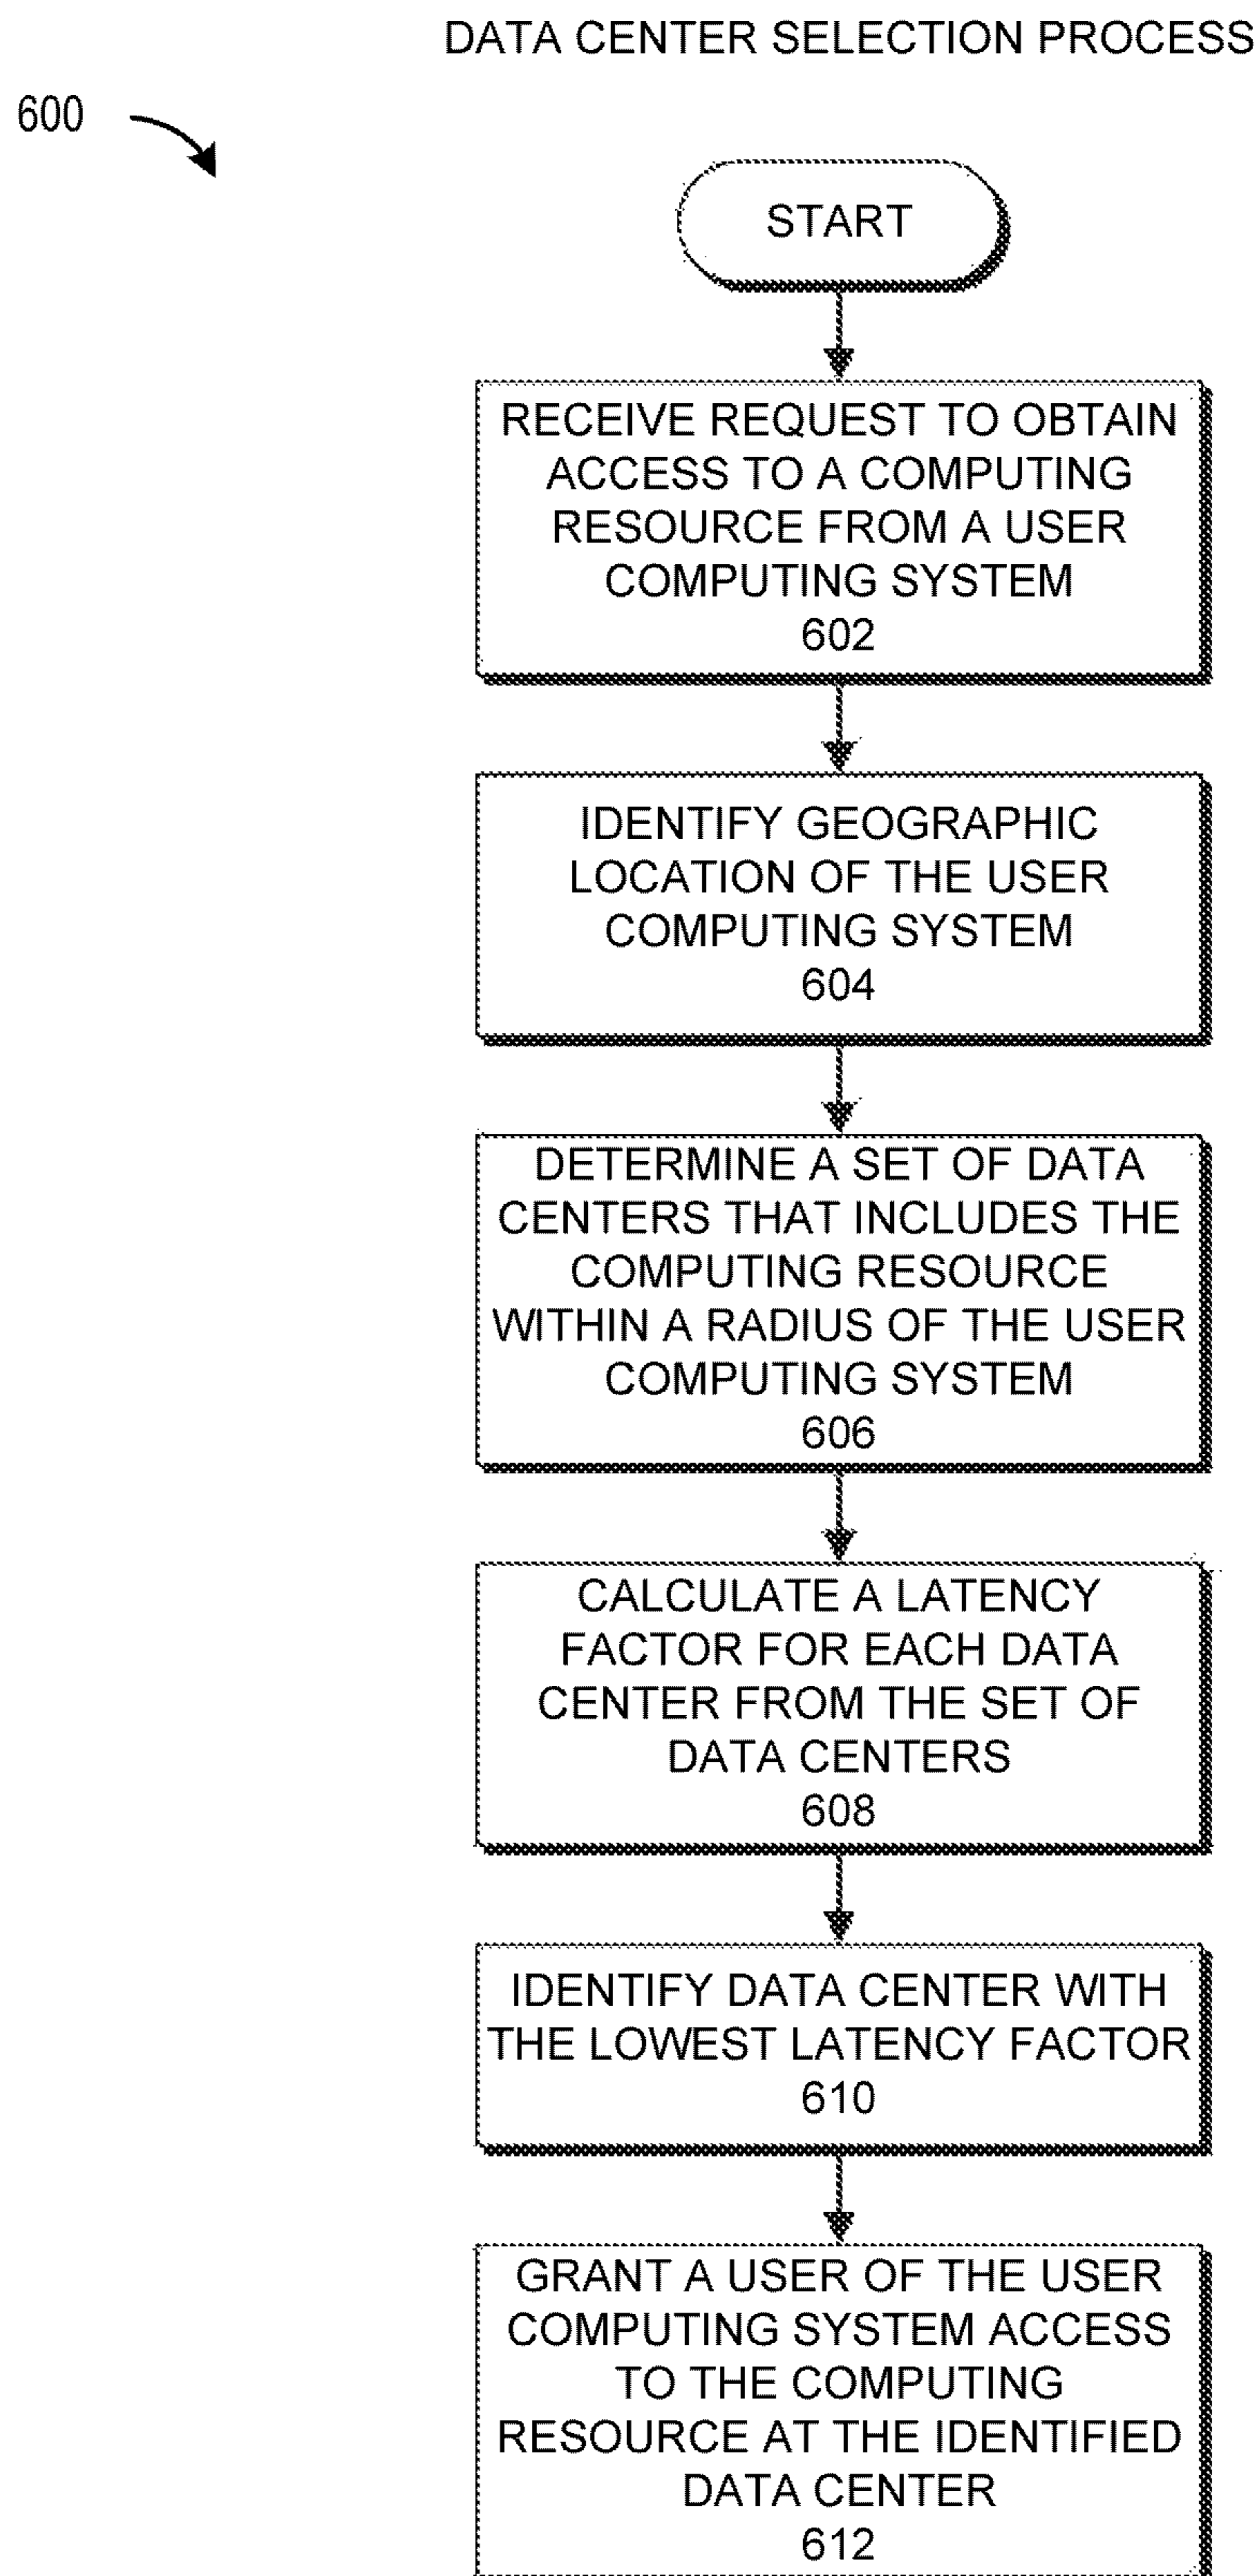 DATA CENTER SELECTION PROCESS
600
START
RECEIVE REQUEST TO OBTAIN
ACCESS TO A COMPUTING
RESOURCE FROM A USER
COMPUTING SYSTEM
602
IDENTIFY GEOGRAPHIC
LOCATION OF THE USER
COMPUTING SYSTEM
604
DETERMINE A SET OF DATA
CENTERS THAT INCLUDES THE
COMPUTING RESOURCE
WITHIN A RADIUS OF THE USER
COMPUTING SYSTEM
606
CALCULATE A LATENCY
FACTOR FOR EACH DATA
CENTER FROM THE SET OF
DATA CENTERS
608
IDENTIFY DATA CENTER WITH
THE LOWEST LATENCY FACTOR
610
GRANT A USER OF THE USER
COMPUTING SYSTEM ACCESS
TO THE COMPUTING
RESOURCE AT THE IDENTIFIED
DATA CENTER
612